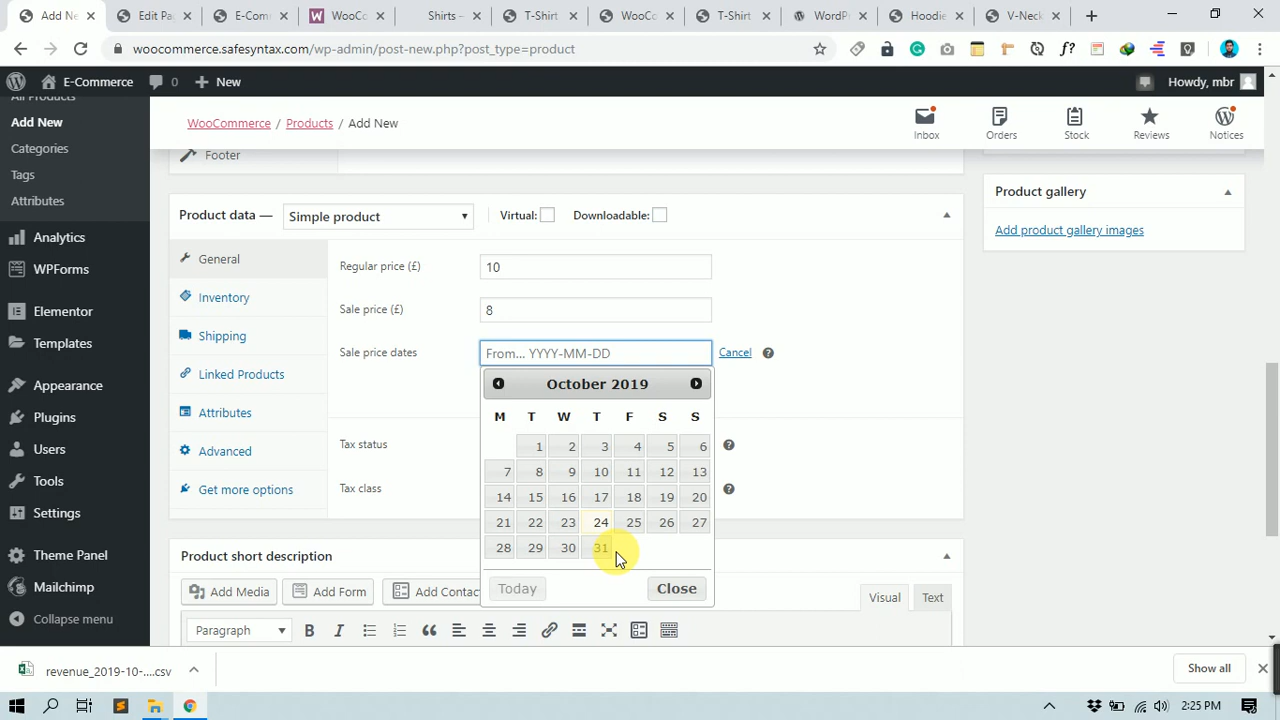 Add Ne
Edit Pac
E-Com
WooCo
Shirts –
T-Shirt
WooC
T-Shirt
WordPr
Hoodie
V-Neck
woocommerce.safesyntax.com/wp-admin/post-new.php?post_type=product
E-Commerce
0
New
Howdy, mbr
All Products
Add New
Categories
Tags
Attributes
Analytics
WPForms
Elementor
Templates
Appearance
Plugins
Users
Tools
Settings
Theme Panel
Mailchimp
Collapse menu
WooCommerce / Products / Add New
Inbox
Orders
Stock
Reviews
Notices
Footer
Product data —
Simple product
Virtual:
Downloadable:
General
Inventory
Shipping
Linked Products
Attributes
Advanced
Get more options
Regular price (£)
10
Sale price (£)
8
Sale price dates
From... YYYY-MM-DD
Cancel
October 2019
M T W T F S S
1 2 3 4 5 6
7 8 9 10 11 12 13
14 15 16 17 18 19 20
21 22 23 24 25 26 27
28 29 30 31
Today
Close
Tax status
Tax class
Product gallery
Add product gallery images
Product short description
Add Media
Add Form
Add Contac
Visual
Text
Paragraph
B
I
revenue_2019-10-....csv
Show all
2:25 PM